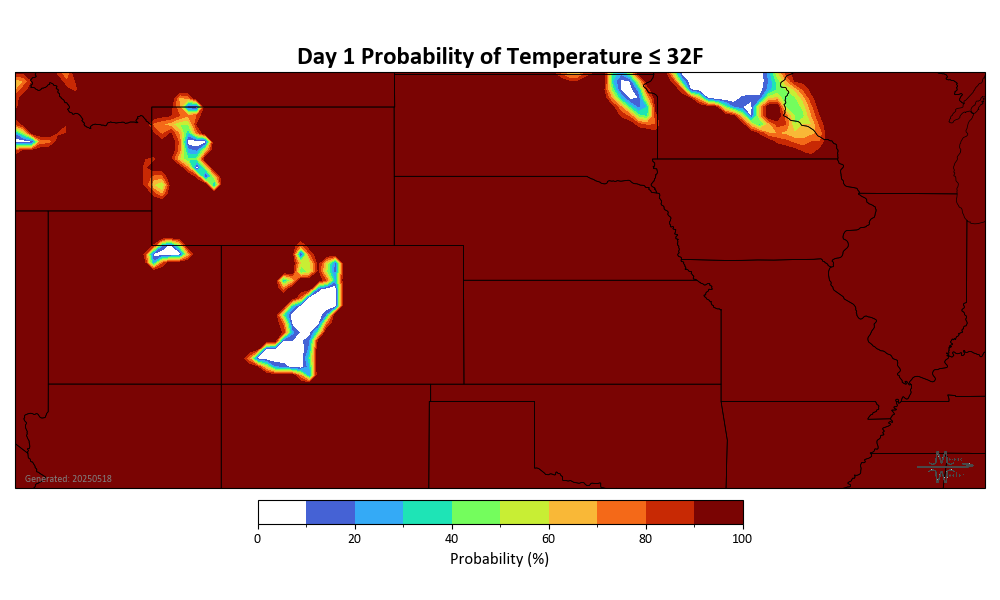 Day 1 Probability of Temperature ≤ 32F
Generated: 20250518
0 20 40 60 80 100
Probability (%)